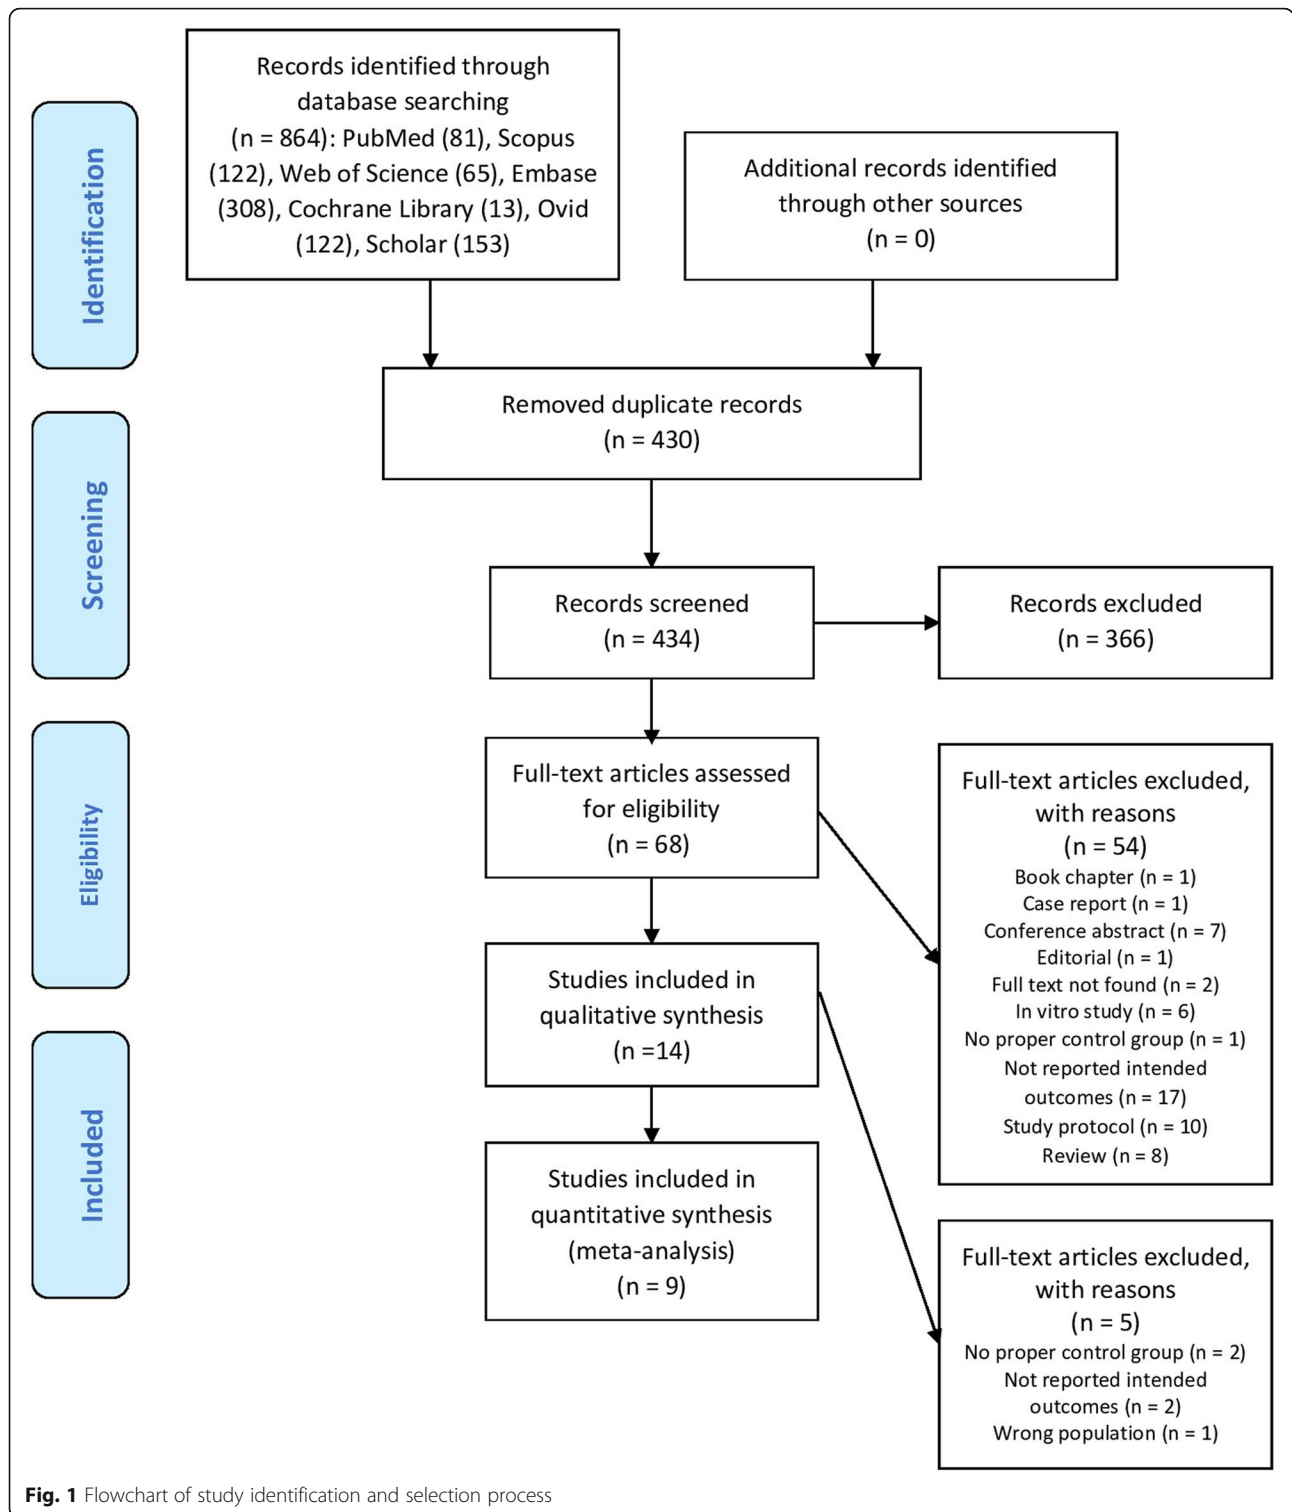 Identification
Records identified through
database searching
(n = 864): PubMed (81), Scopus
(122), Web of Science (65), Embase
(308), Cochrane Library (13), Ovid
(122), Scholar (153)
Additional records identified
through other sources
(n = 0)
Removed duplicate records
(n = 430)
Screening
Records screened
(n = 434)
Records excluded
(n = 366)
Eligibility
Full-text articles assessed
for eligibility
(n = 68)
Full-text articles excluded,
with reasons
(n = 54)
Book chapter (n = 1)
Case report (n = 1)
Conference abstract (n = 7)
Editorial (n = 1)
Full text not found (n = 2)
In vitro study (n = 6)
No proper control group (n = 1)
Not reported intended
outcomes (n = 17)
Study protocol (n = 10)
Review (n = 8)
Studies included in
qualitative synthesis
(n =14)
Included
Studies included in
quantitative synthesis
(meta-analysis)
(n = 9)
Full-text articles excluded,
with reasons
(n = 5)
No proper control group (n = 2)
Not reported intended
outcomes (n = 2)
Wrong population (n = 1)
Fig. 1 Flowchart of study identification and selection process